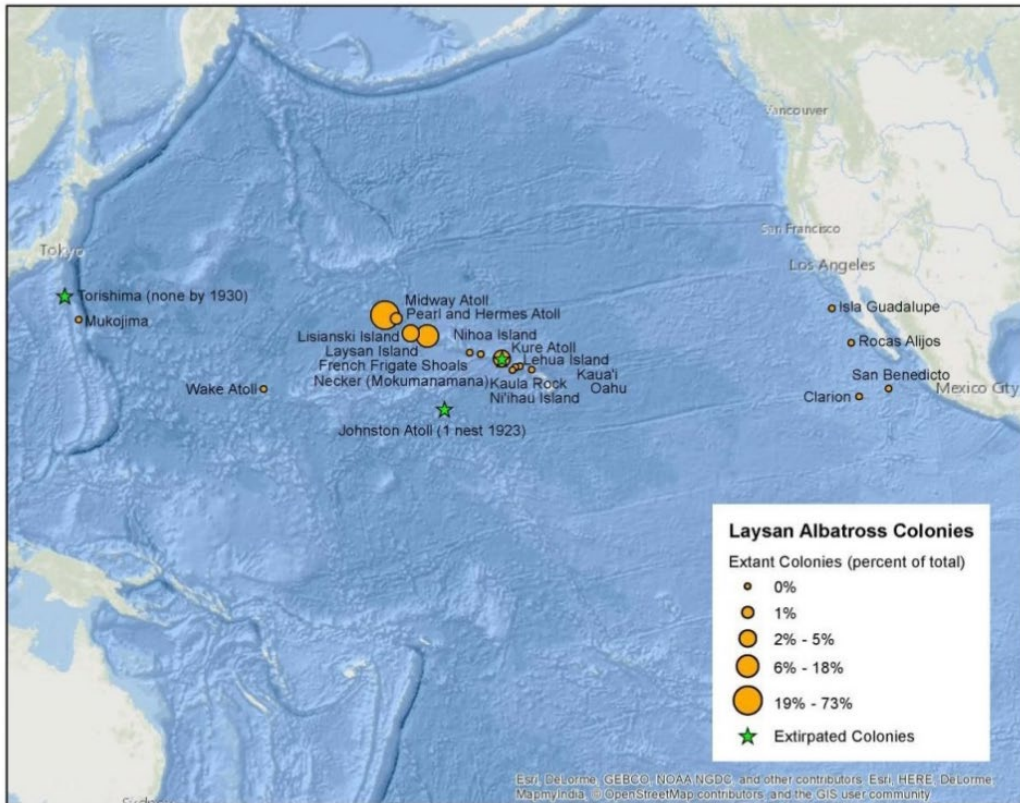 Vancouver
San Francisco
Tokyo
Los Angeles
Torishima (none by 1930)
Midway Atoll
Isla Guadalupe
Pearl and Hermes Atoll
Mukojima
Lisianski Island
Nihoa Island
Rocas Alijos
Laysan Island
Kure Atoll
French Frigate Shoals
Lehua Island
Necker (Mokumanamana)
Kaula Rock
Kaua'i
San Benedicto
Wake Atoll
Ni'ihau Island
Oahu
Mexico City
Clarion
Johnston Atoll (1 nest 1923)
Laysan Albatross Colonies
Extant Colonies (percent of total)
0%
1%
2% - 5%
6% - 18%
19% - 73%
Extirpated Colonies
Esri, DeLorme, GEBCO, NOAA NGDC, and other contributors, Esri, HERE, DeLorme,
MapmyIndia, © OpenStreetMap contributors, and the GIS user community
Sydney